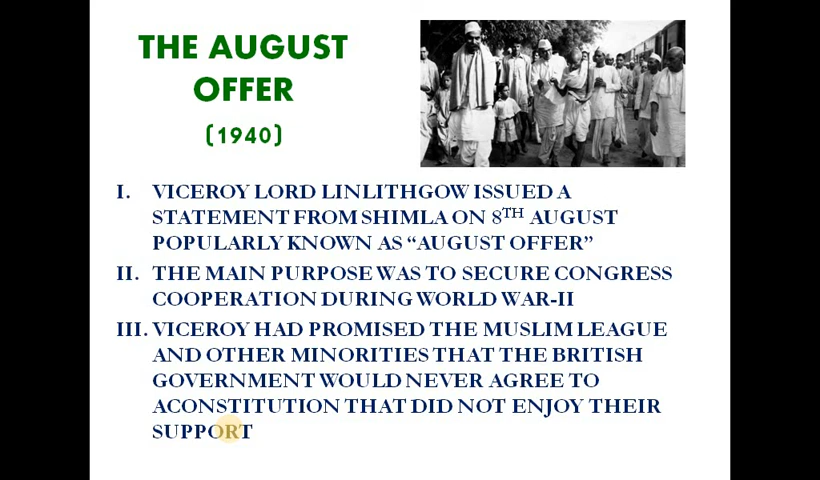 THE AUGUST
OFFER
(1940)
I. VICEROY LORD LINLITHGOW ISSUED A
STATEMENT FROM SHIMLA ON 8TH AUGUST
POPULARLY KNOWN AS “AUGUST OFFER”
II. THE MAIN PURPOSE WAS TO SECURE CONGRESS
COOPERATION DURING WORLD WAR-II
III. VICEROY HAD PROMISED THE MUSLIM LEAGUE
AND OTHER MINORITIES THAT THE BRITISH
GOVERNMENT WOULD NEVER AGREE TO
ACONSTITUTION THAT DID NOT ENJOY THEIR
SUPPORT